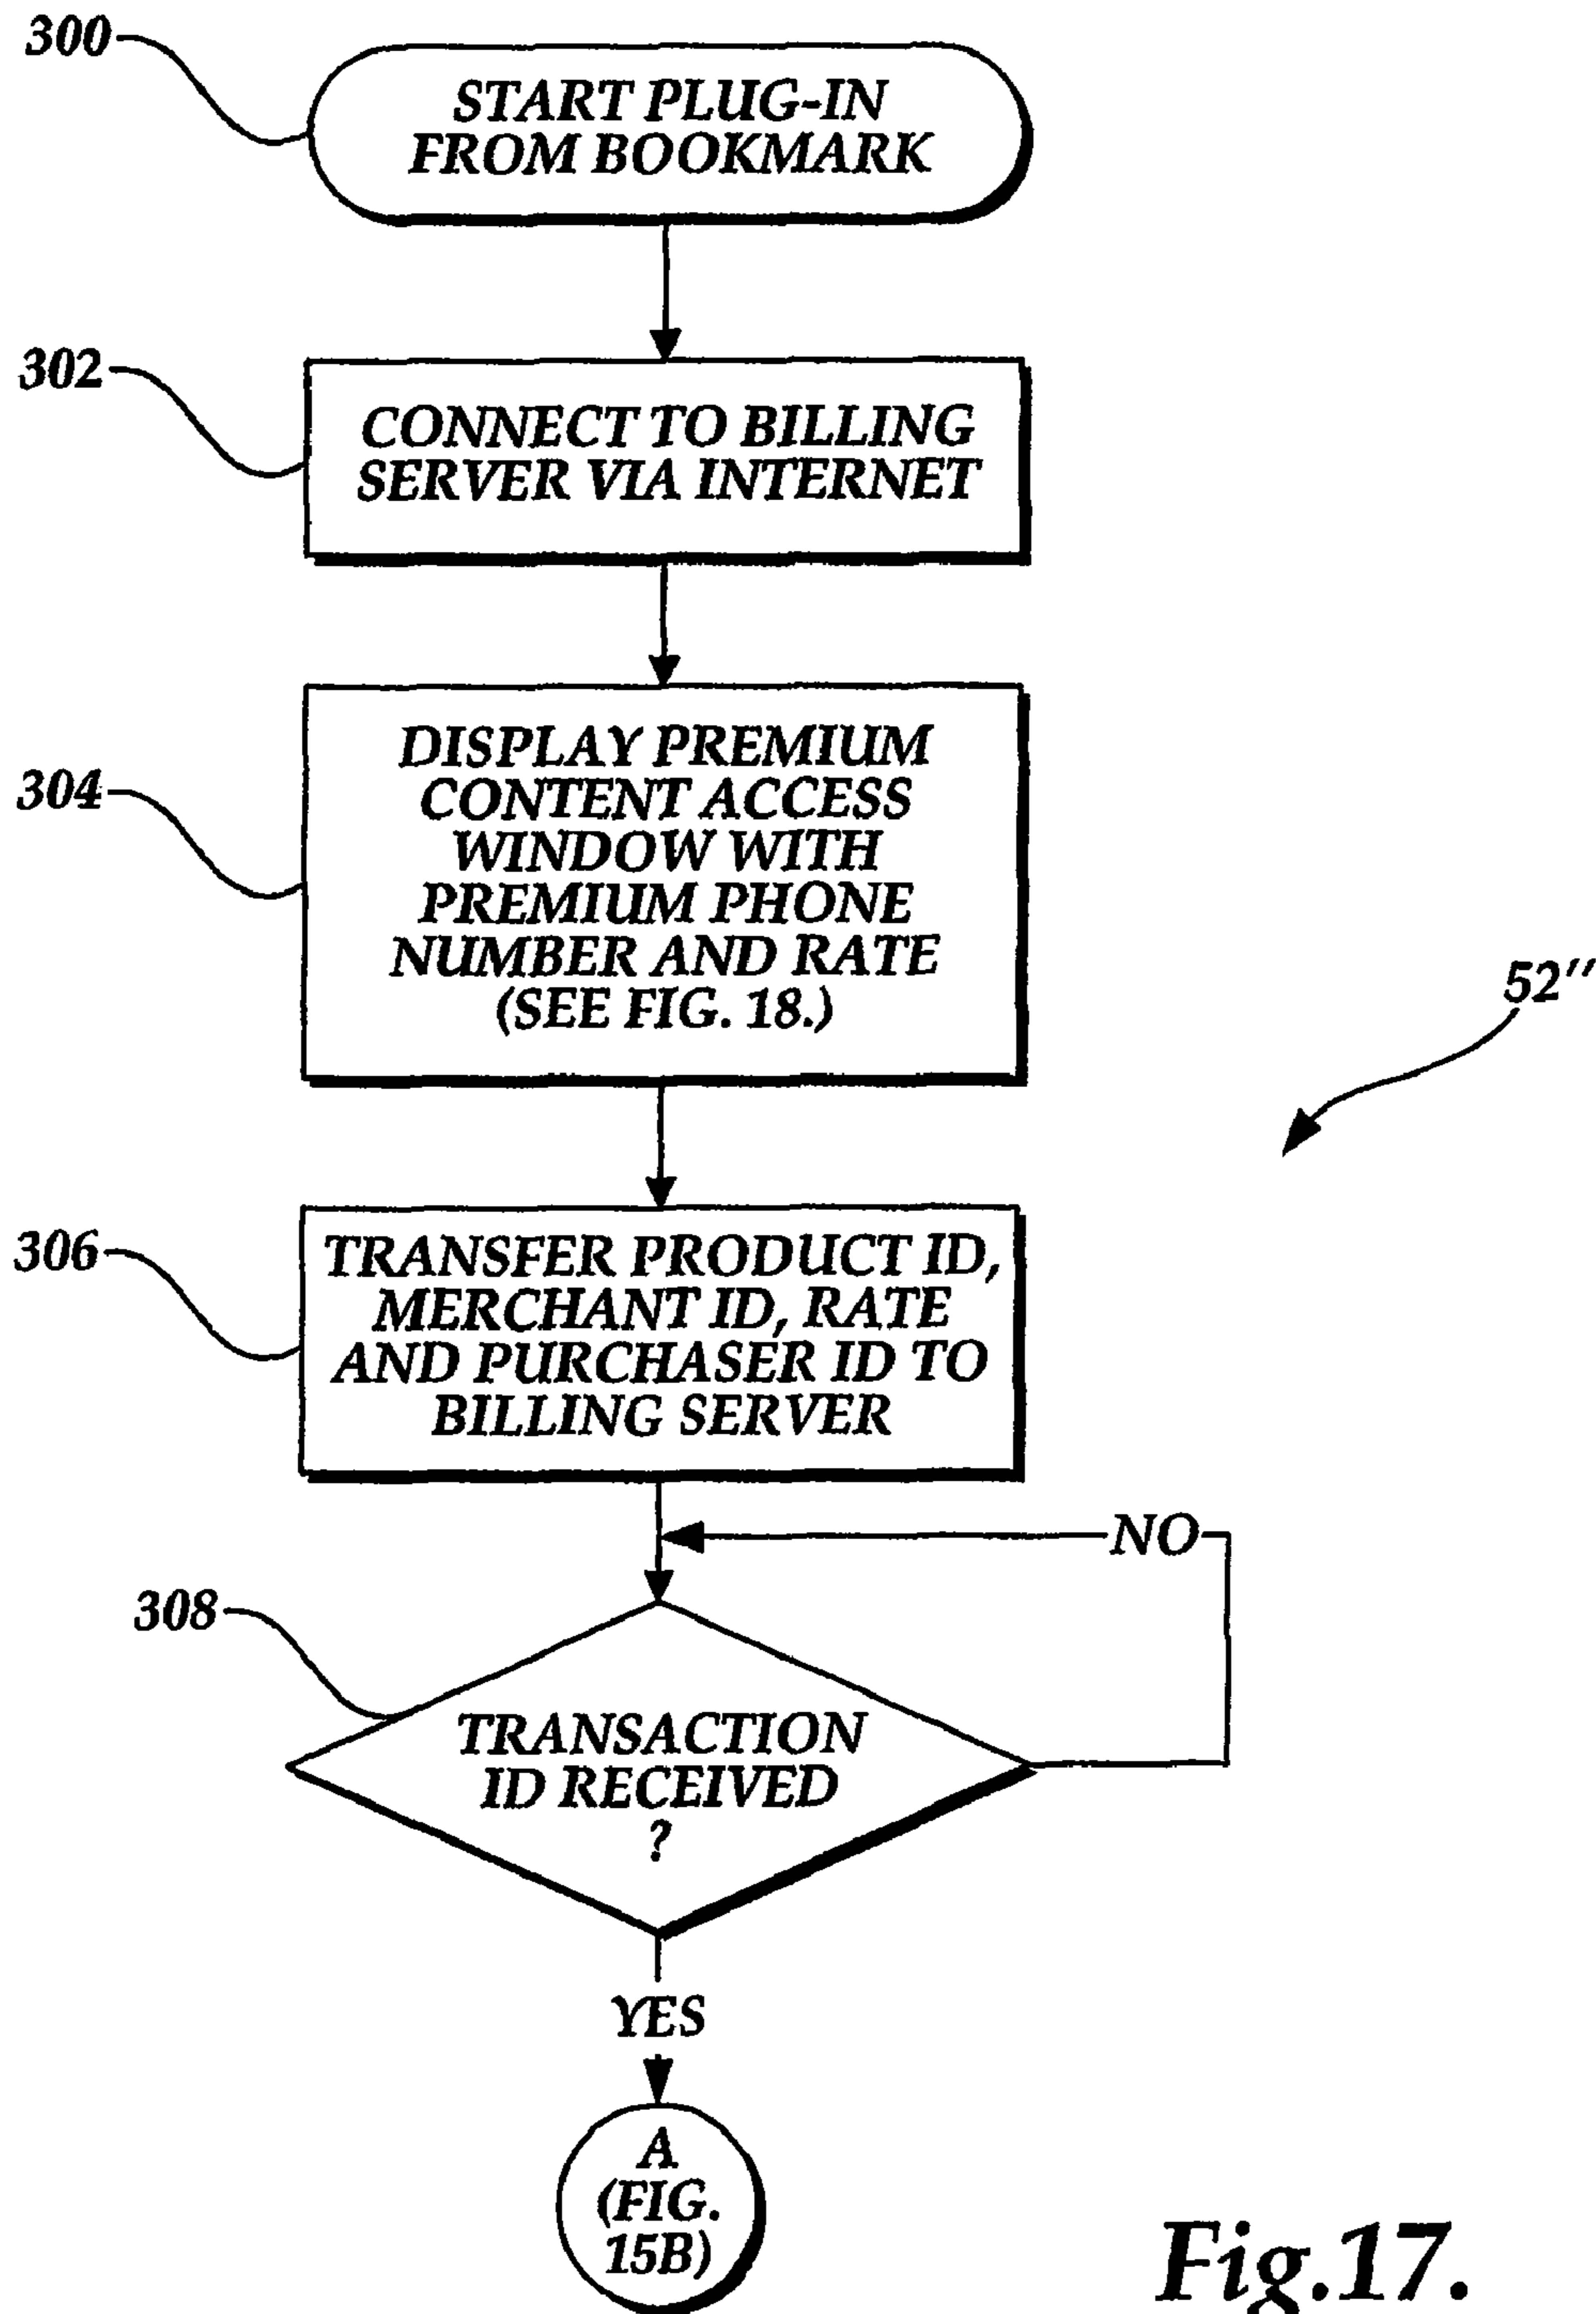 300
START PLUG-IN
FROM BOOKMARK
302
CONNECT TO BILLING
SERVER VIA INTERNET
304
DISPLAY PREMIUM
CONTENT ACCESS
WINDOW WITH
PREMIUM PHONE
NUMBER AND RATE
(SEE FIG. 18.)
52''
306
TRANSFER PRODUCT ID,
MERCHANT ID, RATE
AND PURCHASER ID TO
BILLING SERVER
NO
308
TRANSACTION
ID RECEIVED
?
YES
A
(FIG.
15B)
Fig.17.